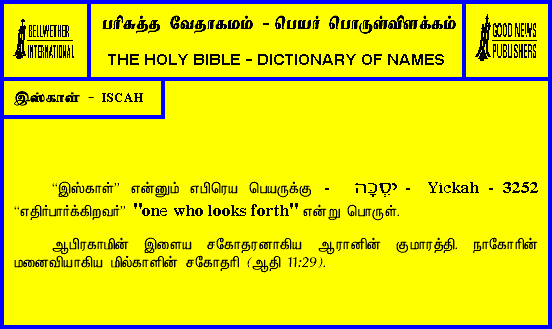 BELLWETHER
INTERNATIONAL
பரிசுத்த வேதாகமம் - பெயர் பொருள்விளக்கம்
THE HOLY BIBLE - DICTIONARY OF NAMES
GOOD NEWS
PUBLISHERS
இஸ்காள் - ISCAH
“இஸ்காள்” என்னும் எபிரெய பெயருக்கு - יִסְכָּה - Yickah - 3252
“எதிர்பார்க்கிறவர்” "one who looks forth" என்று பொருள்.
ஆபிரகாமின் இளைய சகோதரனாகிய ஆரானின் குமாரத்தி. நாகோரின்
மனைவியாகிய மில்காளின் சகோதரி (ஆதி 11:29).